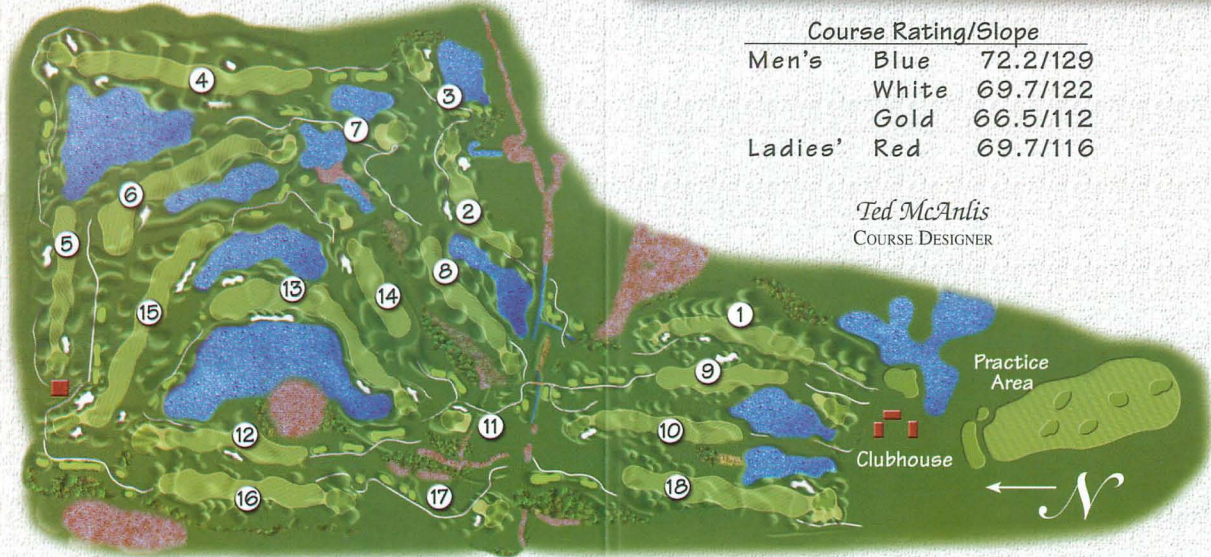 Course Rating/Slope
Men's Blue 72.2/129
White 69.7/122
Gold 66.5/112
Ladies' Red 69.7/116
Ted McAnlis
COURSE DESIGNER
4
3
7
6
2
5
8
13
14
15
1
9
Practice
Area
12
11
10
Clubhouse
16
17
18
N